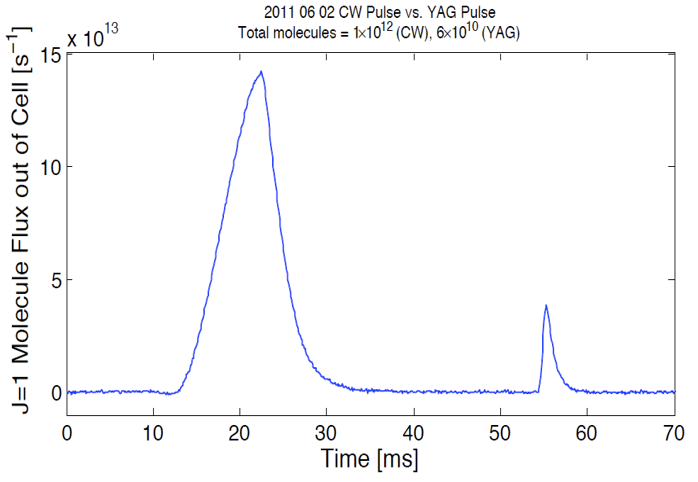 2011 06 02 CW Pulse vs. YAG Pulse
Total molecules = 1×10¹² (CW), 6×10¹⁰ (YAG)
x 10¹³
15
10
5
0
J=1 Molecule Flux out of Cell [s⁻¹]
0 10 20 30 40 50 60 70
Time [ms]